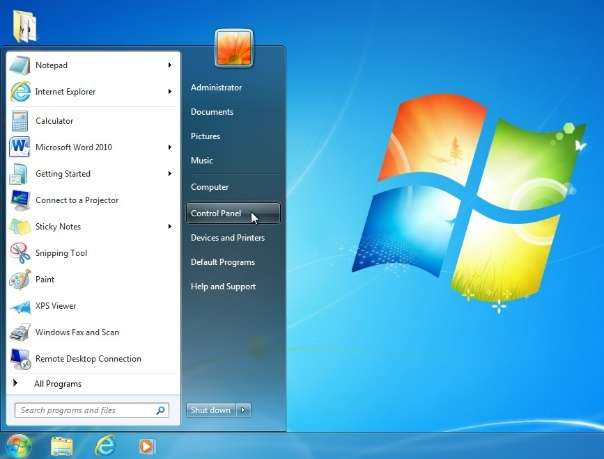 Notepad
Internet Explorer
Calculator
Microsoft Word 2010
Getting Started
Connect to a Projector
Sticky Notes
Snipping Tool
Paint
XPS Viewer
Windows Fax and Scan
Remote Desktop Connection
All Programs
Search programs and files
Administrator
Documents
Pictures
Music
Computer
Control Panel
Devices and Printers
Default Programs
Help and Support
Shut down